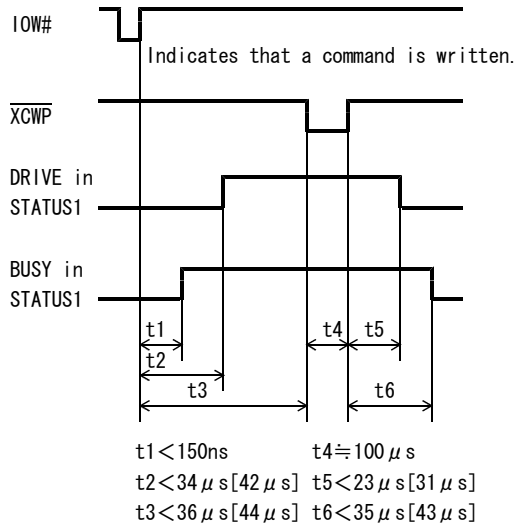 IOW#
Indicates that a command is written.
XCWP
DRIVE in
STATUS1
BUSY in
STATUS1
t1
t2
t3
t4
t5
t6
t1＜150ns
t4≒100μs
t2＜34μs[42μs]
t5＜23μs[31μs]
t3＜36μs[44μs]
t6＜35μs[43μs]